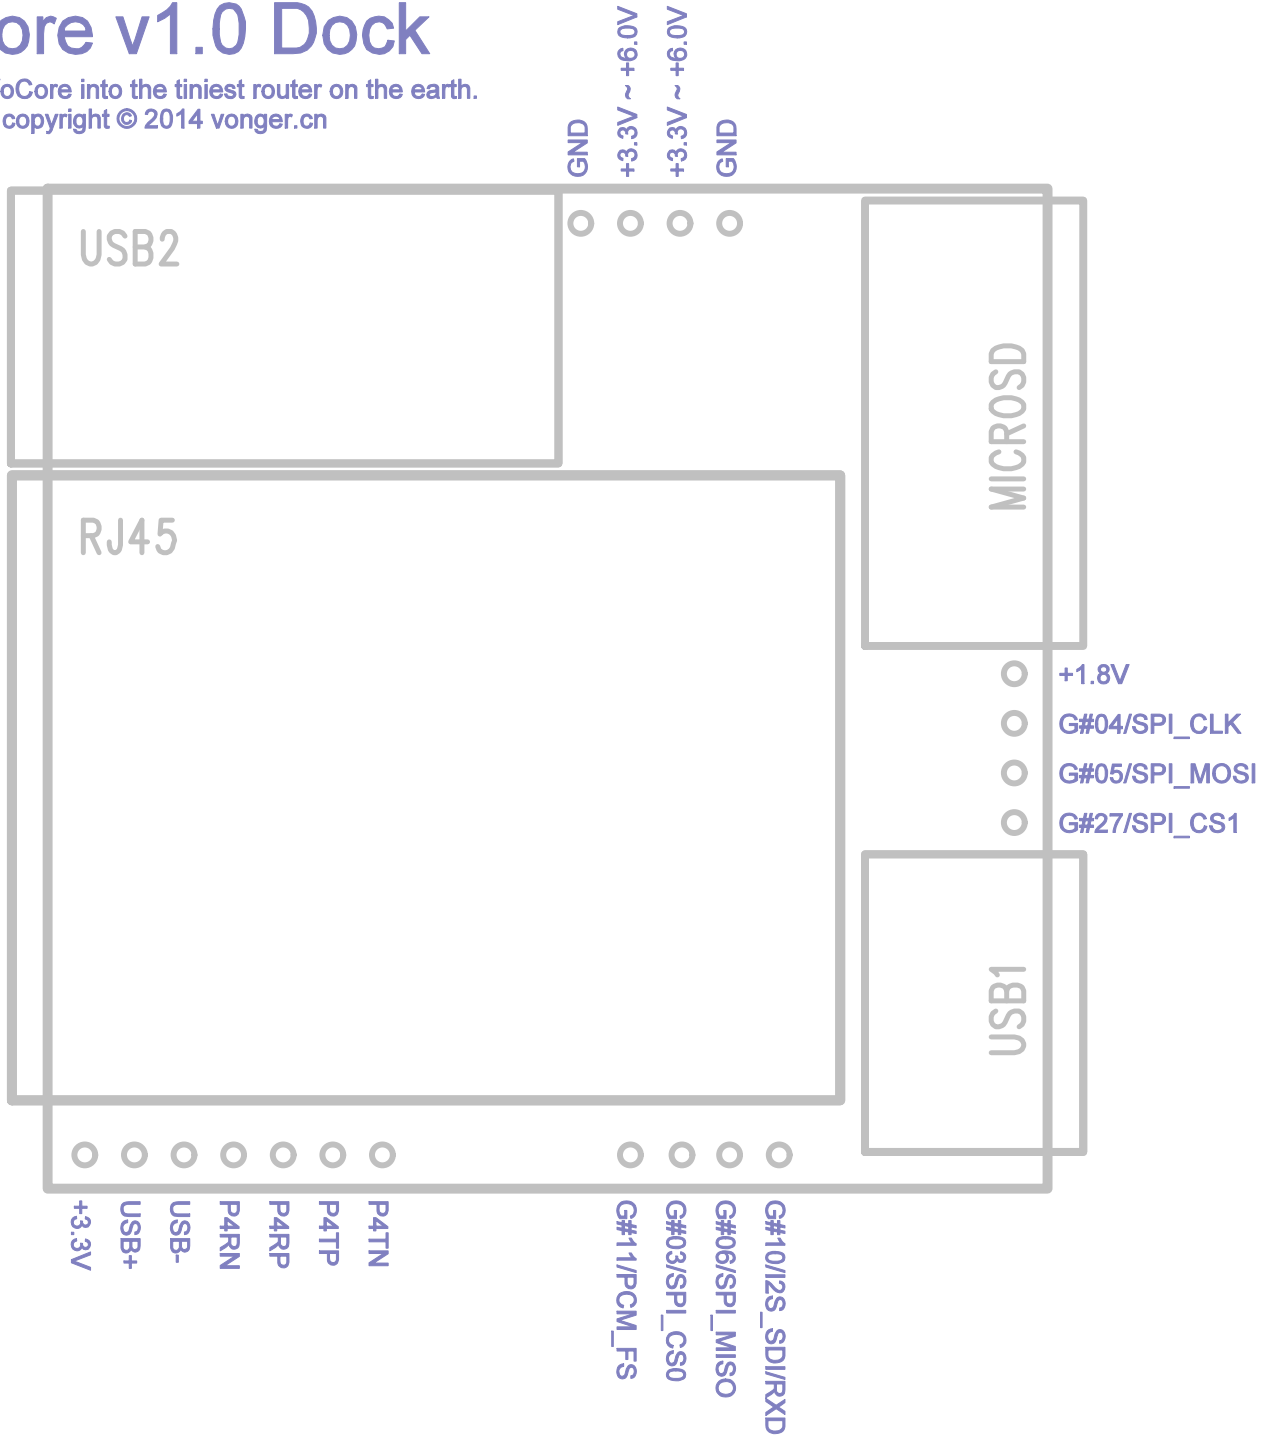 ore v1.0 Dock
oCore into the tiniest router on the earth.
copyright © 2014 vonger.cn
GND
+3.3V ~ +6.0V
+3.3V ~ +6.0V
GND
USB2
MICROSD
RJ45
+1.8V
G#04/SPI_CLK
G#05/SPI_MOSI
G#27/SPI_CS1
USB1
+3.3V
USB+
USB-
P4RN
P4RP
P4TP
P4TN
G#11/PCM_FS
G#03/SPI_CS0
G#06/SPI_MISO
G#10/I2S_SDI/RXD